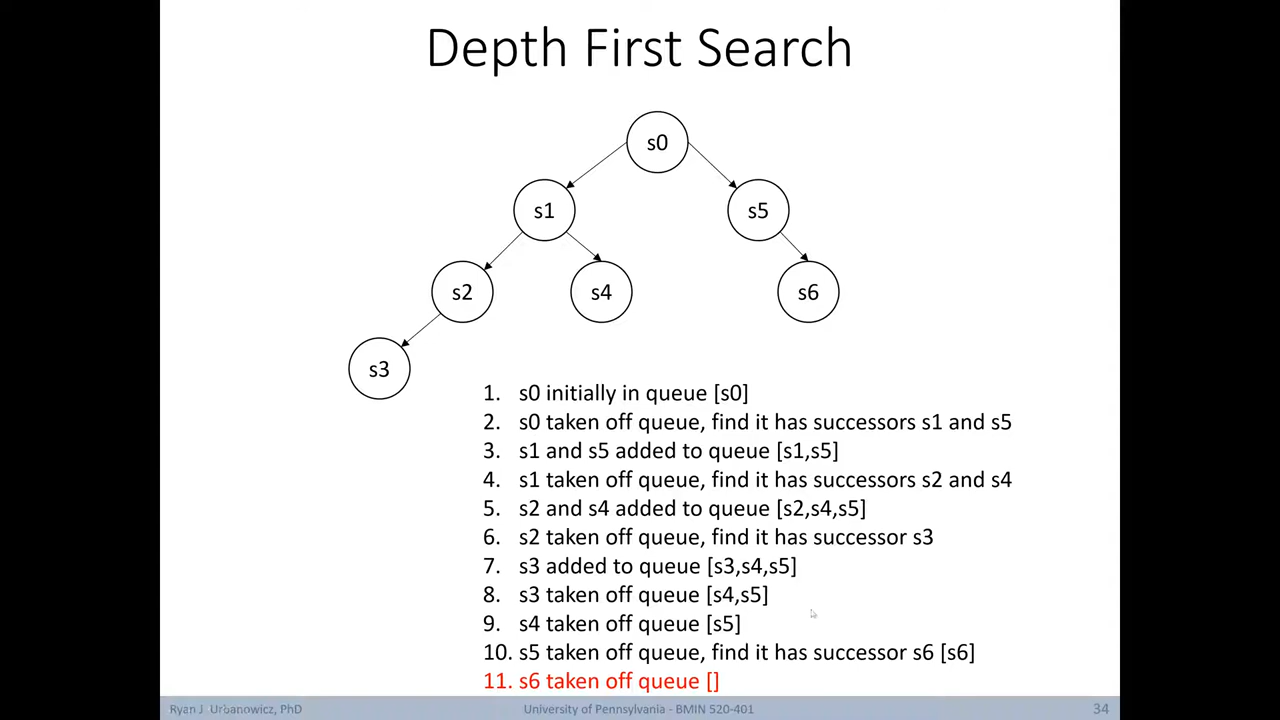 Depth First Search
s0
s1
s5
s2
s4
s6
s3
1. s0 initially in queue [s0]
2. s0 taken off queue, find it has successors s1 and s5
3. s1 and s5 added to queue [s1,s5]
4. s1 taken off queue, find it has successors s2 and s4
5. s2 and s4 added to queue [s2,s4,s5]
6. s2 taken off queue, find it has successor s3
7. s3 added to queue [s3,s4,s5]
8. s3 taken off queue [s4,s5]
9. s4 taken off queue [s5]
10. s5 taken off queue, find it has successor s6 [s6]
11. s6 taken off queue []
Ryan J. Urbanowicz, PhD
University of Pennsylvania - BMIN 520-401
34